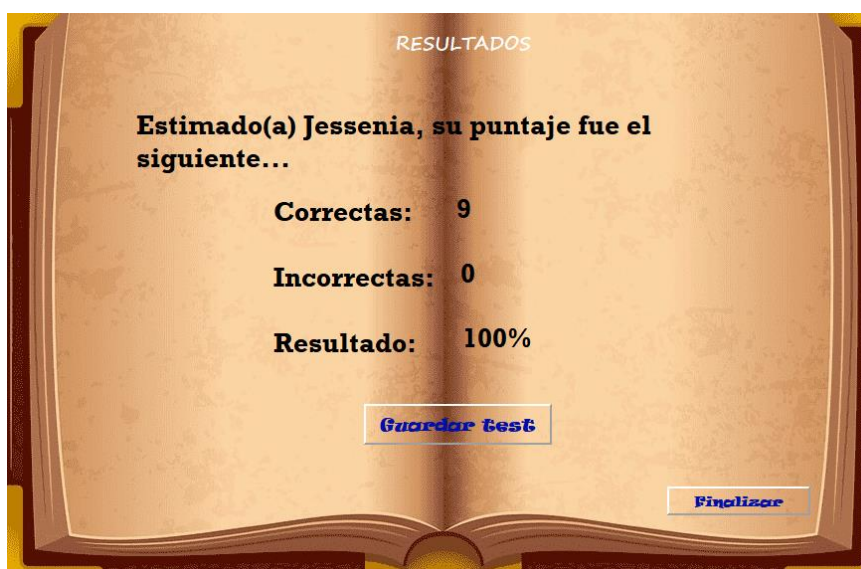 RESULTADOS
Estimado(a) Jessenia, su puntaje fue el
siguiente...
Correctas: 9
Incorrectas: 0
Resultado: 100%
Guardar test
Finalizar